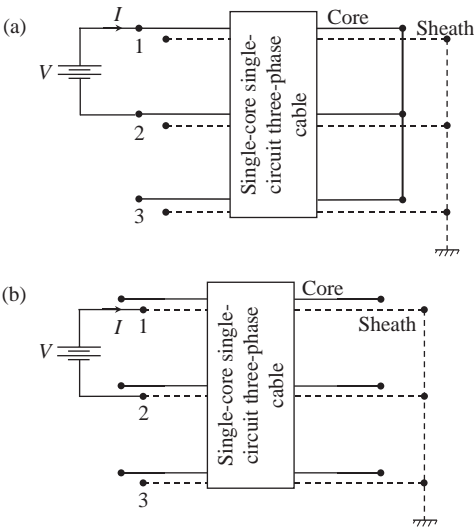 (a)
I
1
Core
Sheath
V
2
Single-core single-
circuit three-phase
cable
3
(b)
Core
I
1
Sheath
V
2
Single-core single-
circuit three-phase
cable
3